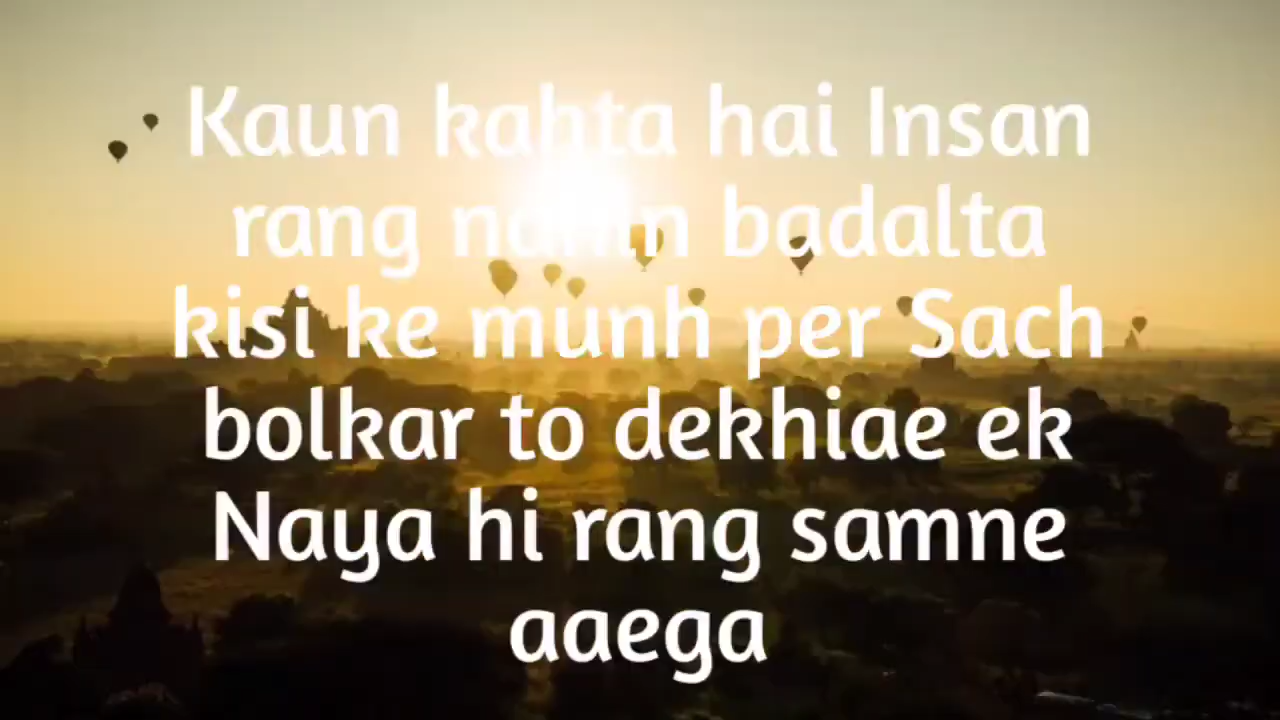 Kaun kahta hai Insan
rang nahin badalta
kisi ke munh per Sach
bolkar to dekhiae ek
Naya hi rang samne
aaega